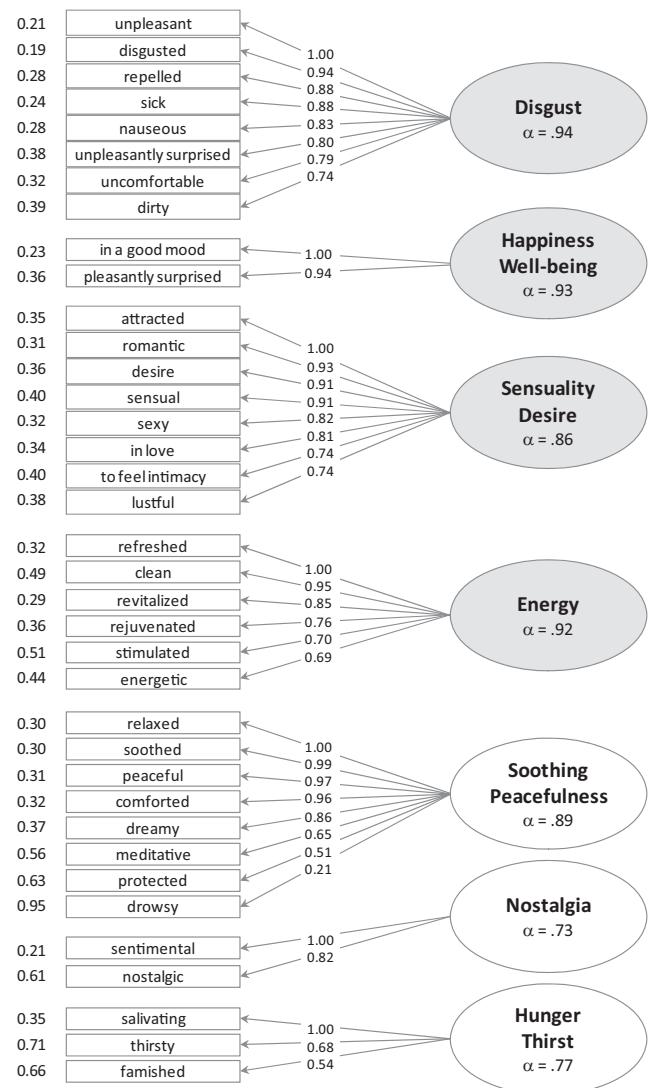 0.21 unpleasant
0.19 disgusted
0.28 repelled
0.24 sick
0.28 nauseous
0.38 unpleasantly surprised
0.32 uncomfortable
0.39 dirty
1.00
0.94
0.88
0.88
0.83
0.80
0.79
0.74
Disgust
α = .94
0.23 in a good mood
0.36 pleasantly surprised
1.00
0.94
Happiness
Well-being
α = .93
0.35 attracted
0.31 romantic
0.36 desire
0.40 sensual
0.32 sexy
0.34 in love
0.40 to feel intimacy
0.38 lustful
1.00
0.93
0.91
0.91
0.82
0.81
0.74
0.74
Sensuality
Desire
α = .86
0.32 refreshed
0.49 clean
0.29 revitalized
0.36 rejuvenated
0.51 stimulated
0.44 energetic
1.00
0.95
0.85
0.76
0.70
0.69
Energy
α = .92
0.30 relaxed
0.30 soothed
0.31 peaceful
0.32 comforted
0.37 dreamy
0.56 meditative
0.63 protected
0.95 drowsy
1.00
0.99
0.97
0.96
0.86
0.65
0.51
0.21
Soothing
Peacefulness
α = .89
0.21 sentimental
0.61 nostalgic
1.00
0.82
Nostalgia
α = .73
0.35 salivating
0.71 thirsty
0.66 famished
1.00
0.68
0.54
Hunger
Thirst
α = .77